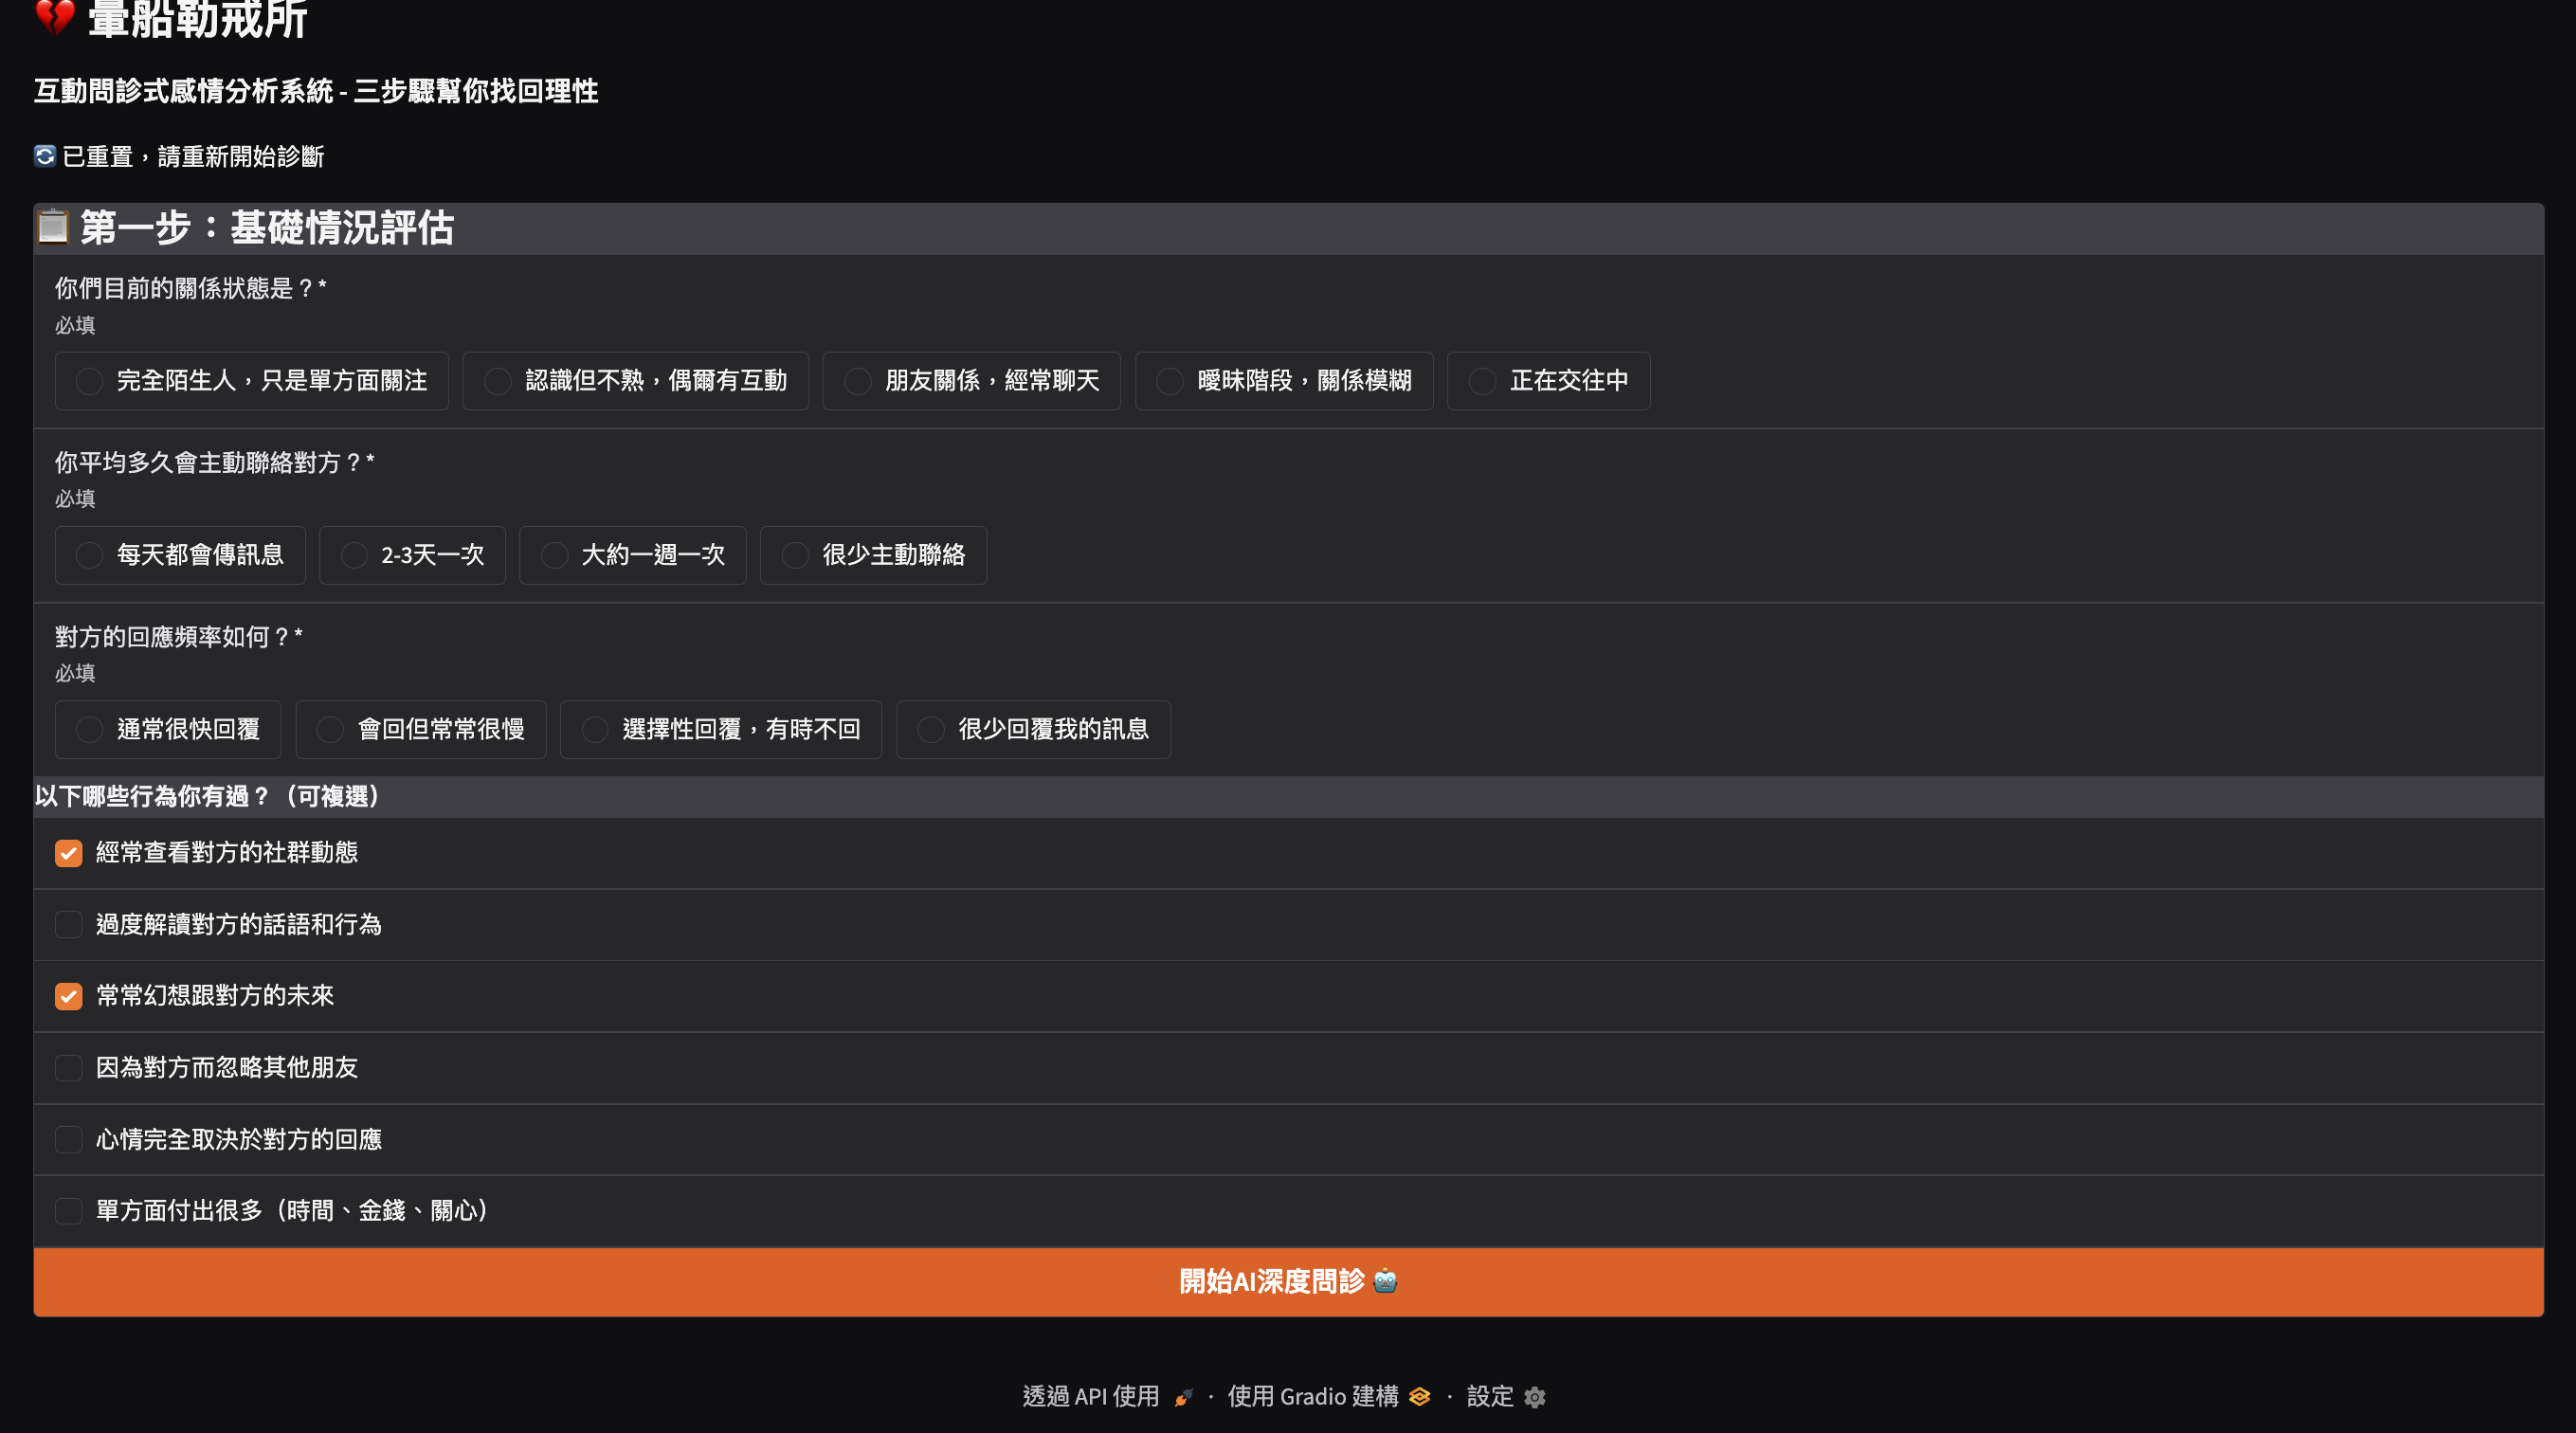 💔 暈船勒戒所
互動問診式感情分析系統 - 三步驟幫你找回理性
🔄 已重置，請重新開始診斷
📋 第一步：基礎情況評估
你們目前的關係狀態是？*
必填
完全陌生人，只是單方面關注 認識但不熟，偶爾有互動 朋友關係，經常聊天 曖昧階段，關係模糊 正在交往中
你平均多久會主動聯絡對方？*
必填
每天都會傳訊息 2-3天一次 大約一週一次 很少主動聯絡
對方的回應頻率如何？*
必填
通常很快回覆 會回但常常很慢 選擇性回覆，有時不回 很少回覆我的訊息
以下哪些行為你有過？（可複選）
經常查看對方的社群動態
過度解讀對方的話語和行為
常常幻想跟對方的未來
因為對方而忽略其他朋友
心情完全取決於對方的回應
單方面付出很多（時間、金錢、關心）
開始AI深度問診 🤖
透過 API 使用 · 使用 Gradio 建構 · 設定